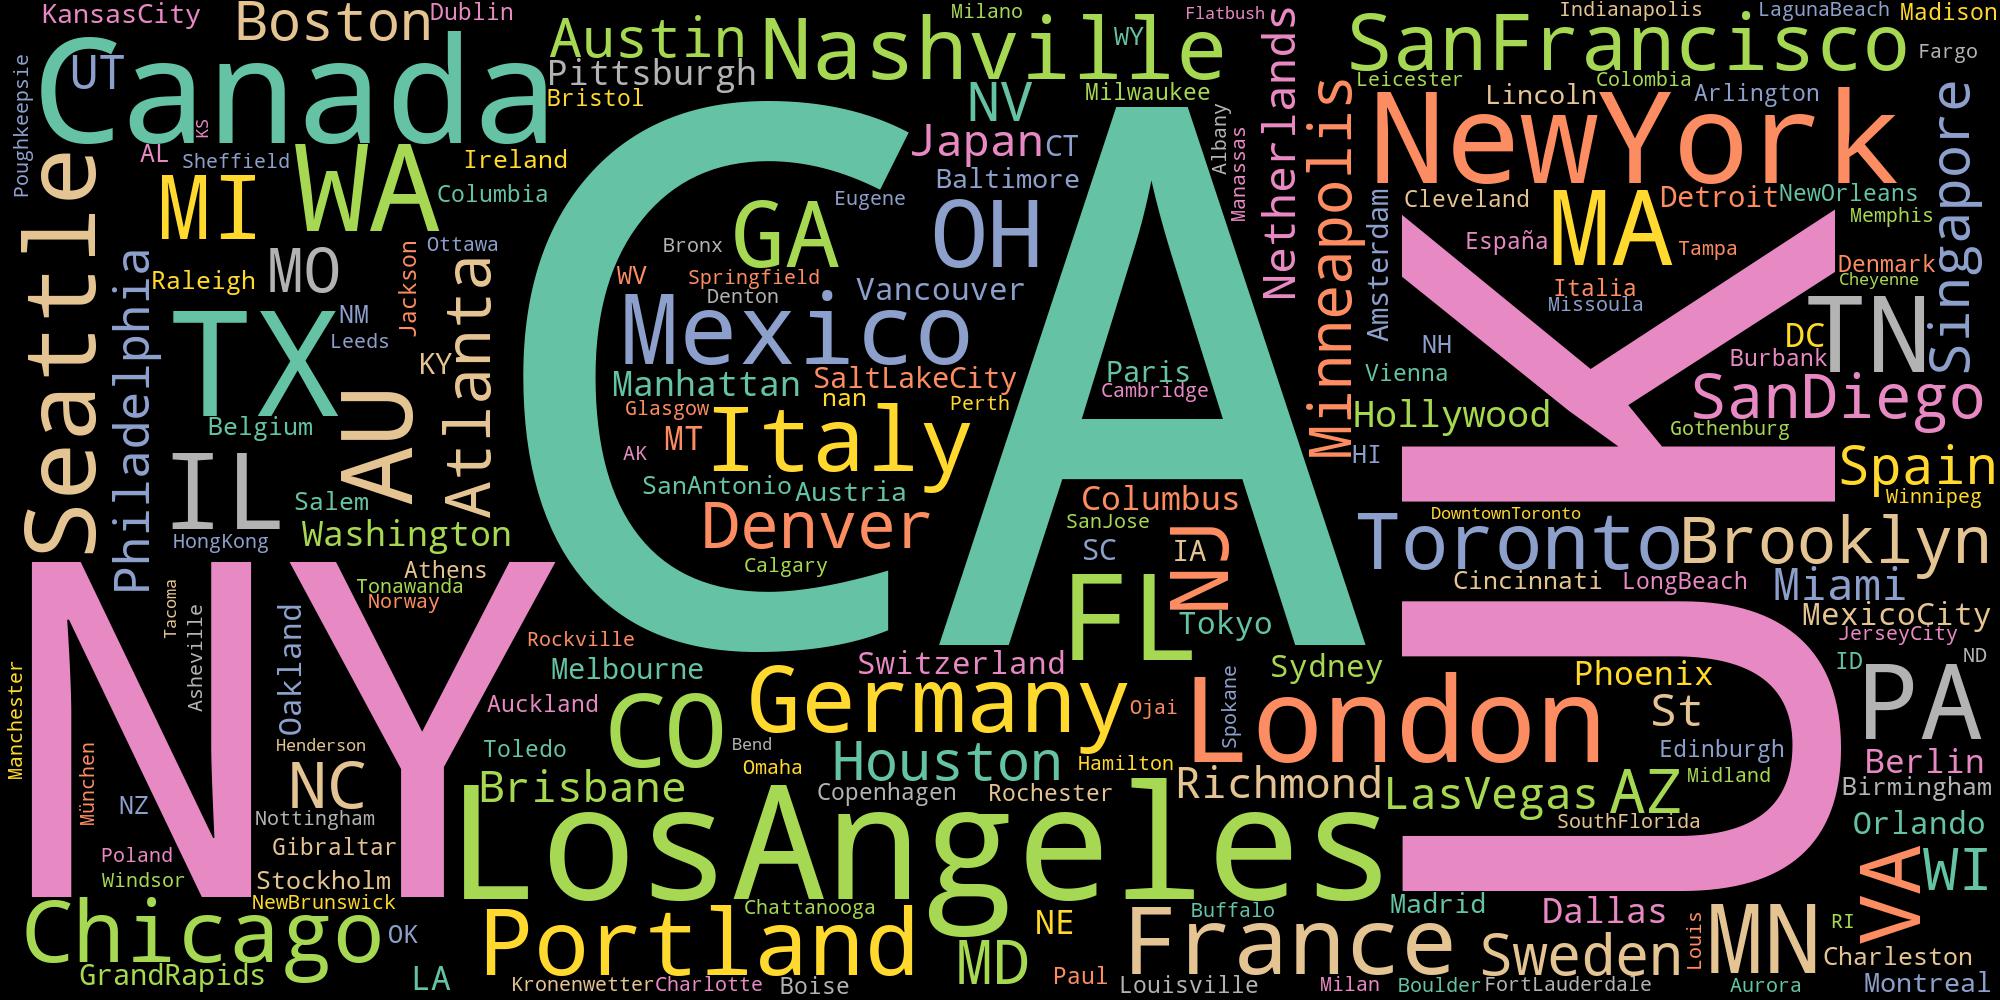 KansasCity
Boston
Dublin
Austin
Nashville
Milano
WY
Flatbush
Netherlands
SanFrancisco
Indianapolis
LagunaBeach
Madison
Fargo
Canada
UT
KS
Poughkeepsie
Pittsburgh
Bristol
NV
Milwaukee
Leicester
Colombia
Lincoln
Arlington
NewYork
Singapore
Seattle
AL
Sheffield
WA
Ireland
Columbia
MI
CA
Japan
CT
Albany
Manassas
Baltimore
Eugene
GA
OH
Bronx
Minneapolis
Amsterdam
Cleveland
MA
Detroit
NewOrleans
Memphis
España
Tampa
Denmark
Cheyenne
Italia
Missoula
UK
Philadelphia
Raleigh
MO
Jackson
Ottawa
Atlanta
WV
Springfield
Denton
Vancouver
Mexico
TX
NM
Leeds
KY
AU
Belgium
Manhattan
SaltLakeCity
nan
Perth
Paris
Cambridge
NH
Vienna
DC
TN
Burbank
SanDiego
Hollywood
Gothenburg
HI
Glasgow
MT
Italy
AK
SanAntonio
Austria
Columbus
SanJose
Spain
Winnipeg
IL
Salem
HongKong
Washington
Denver
SC
IA
NJ
Toronto
DowntownToronto
Brooklyn
Calgary
FL
Tokyo
Cincinnati
LongBeach
Miami
MexicoCity
JerseyCity
NY
Athens
Tonawanda
Norway
Tacoma
Asheville
Oakland
Rockville
Melbourne
Switzerland
Sydney
ID
ND
PA
Manchester
München
NZ
Henderson
NC
Nottingham
Auckland
CO
Germany
Ojai
Spokane
London
Phoenix
St
Edinburgh
Berlin
Toledo
Bend
Omaha
Houston
Hamilton
Brisbane
Copenhagen
Rochester
Richmond
LasVegas
AZ
Midland
Birmingham
SouthFlorida
Orlando
Gibraltar
Poland
Windsor
Stockholm
NewBrunswick
LosAngeles
VA
WI
Chicago
OK
GrandRapids
LA
Portland
Chattanooga
MD
NE
France
Buffalo
Madrid
Dallas
Sweden
Louis
MN
RI
Charleston
Kronenwetter
Charlotte
Boise
Paul
Louisville
Milan
Boulder
FortLauderdale
Aurora
Montreal